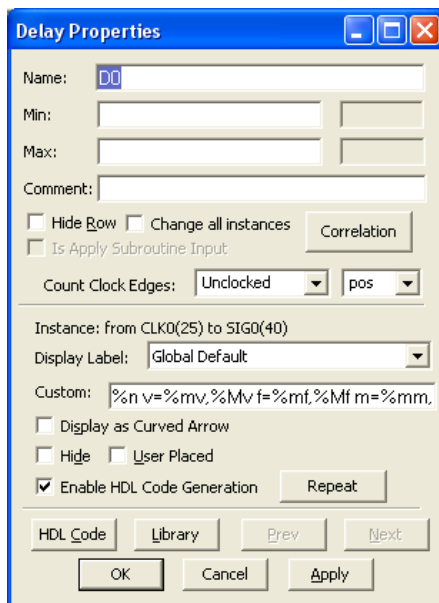 Delay Properties
Name: D0
Min:
Max:
Comment:
Hide Row Change all instances Correlation
Is Apply Subroutine Input
Count Clock Edges: Unclocked pos
Instance: from CLK0(25) to SIG0(40)
Display Label: Global Default
Custom: %n v=%mv,%Mv f=%mf,%Mf m=%mm,
Display as Curved Arrow
Hide User Placed
Enable HDL Code Generation Repeat
HDL Code Library Prev Next
OK Cancel Apply